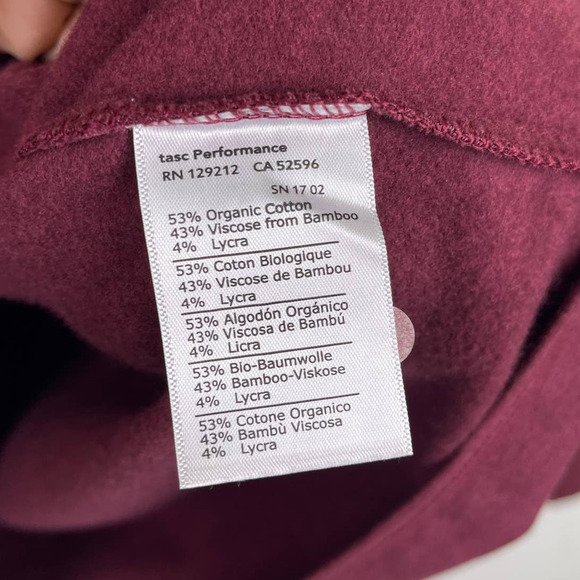 tasc Performance
RN 129212 CA 52596
SN 17 02
53% Organic Cotton
43% Viscose from Bamboo
4% Lycra
53% Coton Biologique
43% Viscose de Bambou
4% Lycra
53% Algodón Orgánico
43% Viscosa de Bambú
4% Licra
53% Bio-Baumwolle
43% Bamboo-Viskose
4% Lycra
53% Cotone Organico
43% Bambù Viscosa
4% Lycra